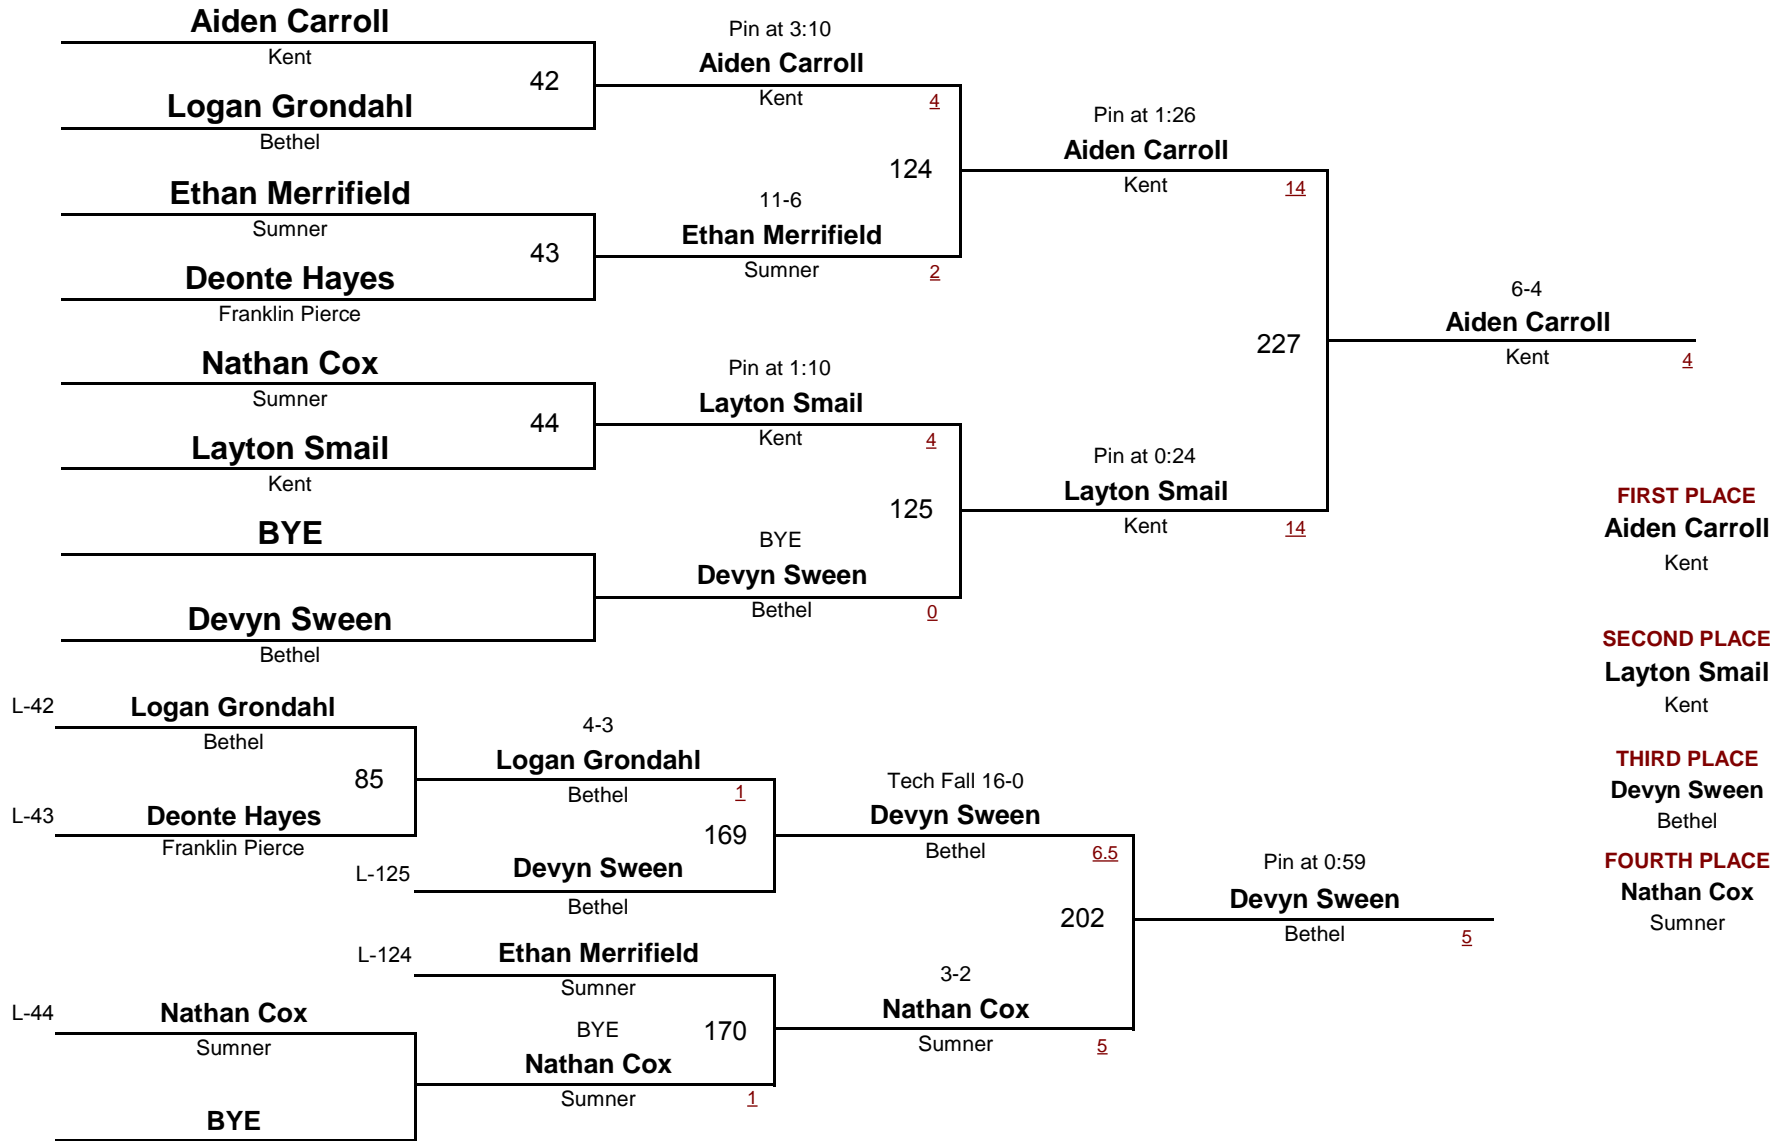 Aiden Carroll
Kent
42
Logan Grondahl
Bethel
Ethan Merrifield
Sumner
43
Deonte Hayes
Franklin Pierce
Nathan Cox
Sumner
44
Layton Smail
Kent
BYE
Devyn Sween
Bethel
Pin at 3:10
Aiden Carroll
Kent 4
124
11-6
Ethan Merrifield
Sumner 2
Pin at 1:10
Layton Smail
Kent 4
125
BYE
Devyn Sween
Bethel 0
Pin at 1:26
Aiden Carroll
Kent 14
227
Pin at 0:24
Layton Smail
Kent 14
6-4
Aiden Carroll
Kent 4
FIRST PLACE
Aiden Carroll
Kent
SECOND PLACE
Layton Smail
Kent
THIRD PLACE
Devyn Sween
Bethel
FOURTH PLACE
Nathan Cox
Sumner
L-42 Logan Grondahl
Bethel
85
L-43 Deonte Hayes
Franklin Pierce
4-3
Logan Grondahl
Bethel 1
169
L-125 Devyn Sween
Bethel
L-124 Ethan Merrifield
Sumner
L-44 Nathan Cox
Sumner
BYE 170
Nathan Cox
Sumner 1
BYE
Tech Fall 16-0
Devyn Sween
Bethel 6.5
202
3-2
Nathan Cox
Sumner 5
Pin at 0:59
Devyn Sween
Bethel 5